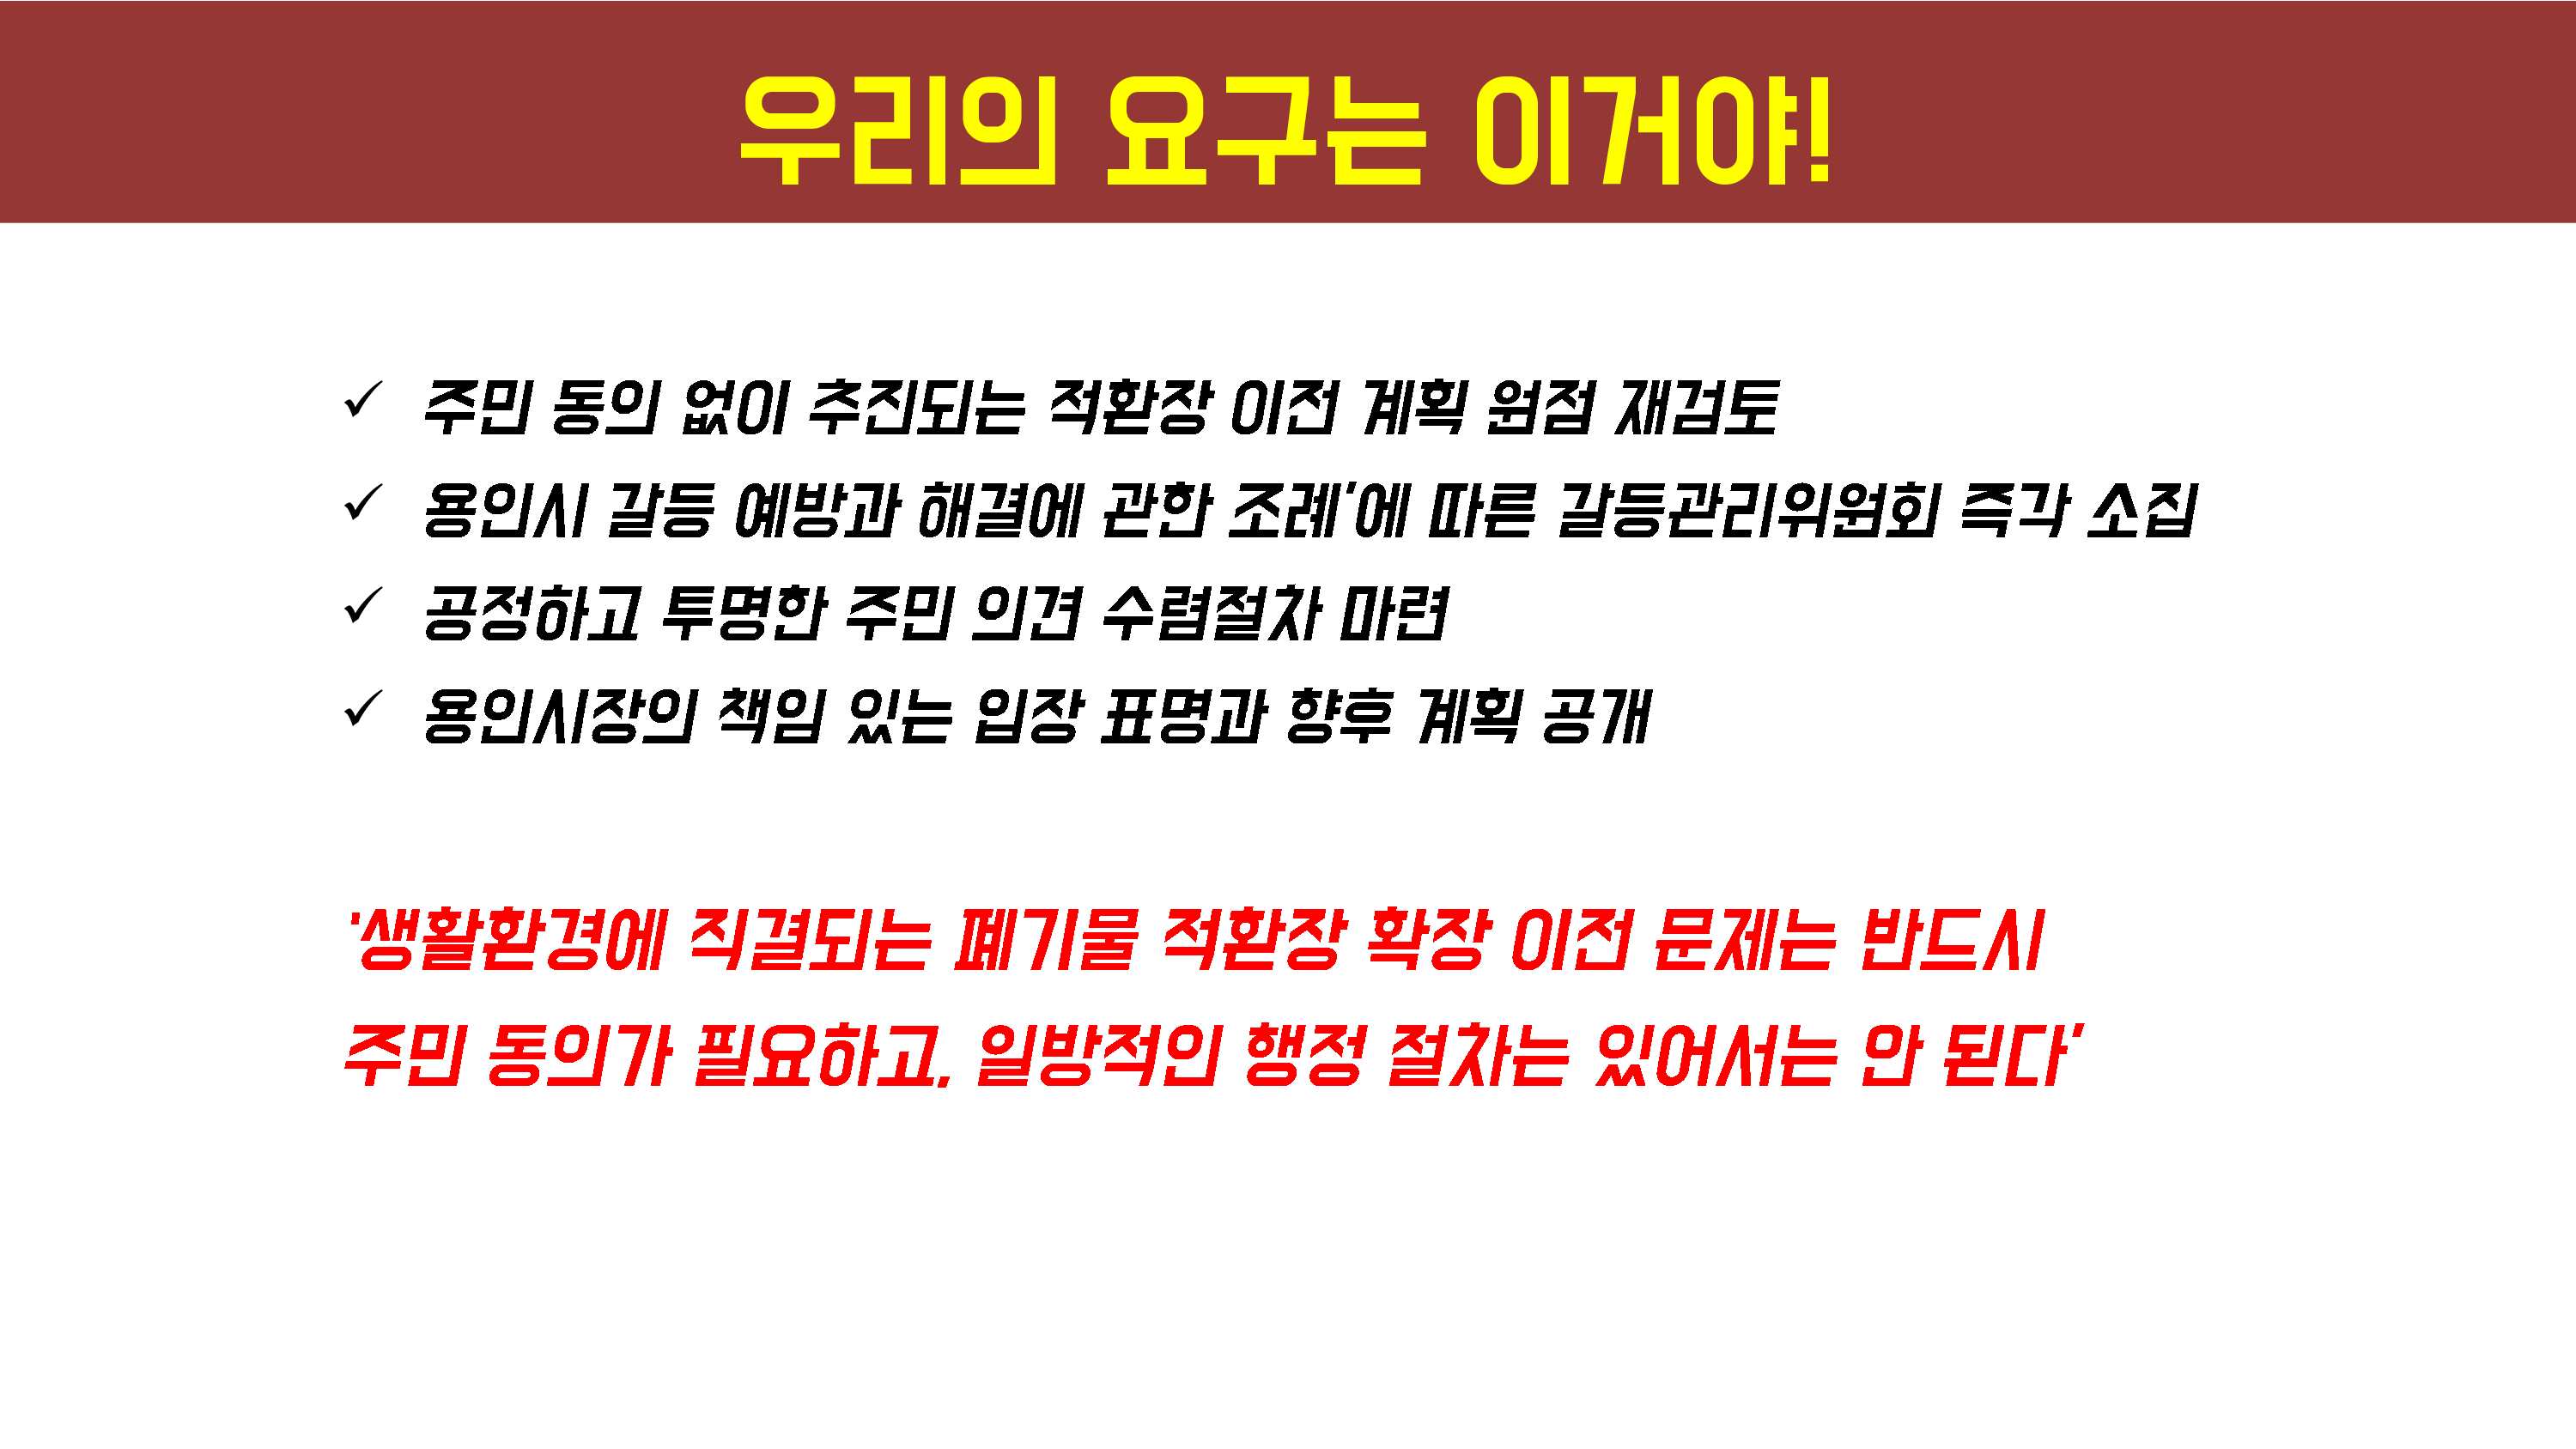 우리의 요구는 이거야!
✓ 주민 동의 없이 추진되는 적환장 이전 계획 원점 재검토
✓ 용인시 갈등 예방과 해결에 관한 조례'에 따른 갈등관리위원회 즉각 소집
✓ 공정하고 투명한 주민 의견 수렴절차 마련
✓ 용인시장의 책임 있는 입장 표명과 향후 계획 공개
'생활환경에 직결되는 폐기물 적환장 확장 이전 문제는 반드시
주민 동의가 필요하고, 일방적인 행정 절차는 있어서는 안 된다'